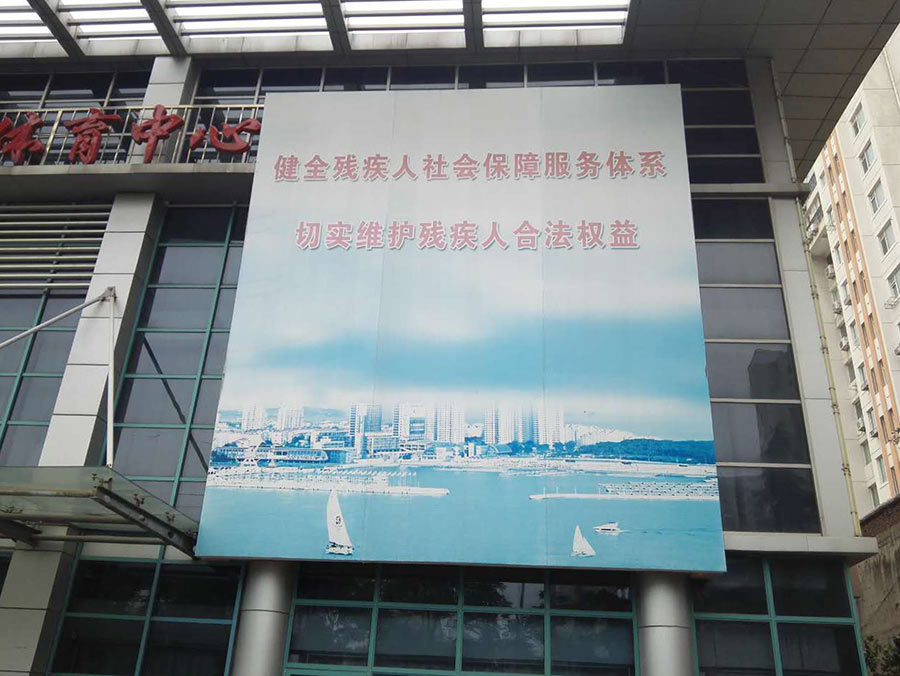 体育中心
健全残疾人社会保障服务体系
切实维护残疾人合法权益